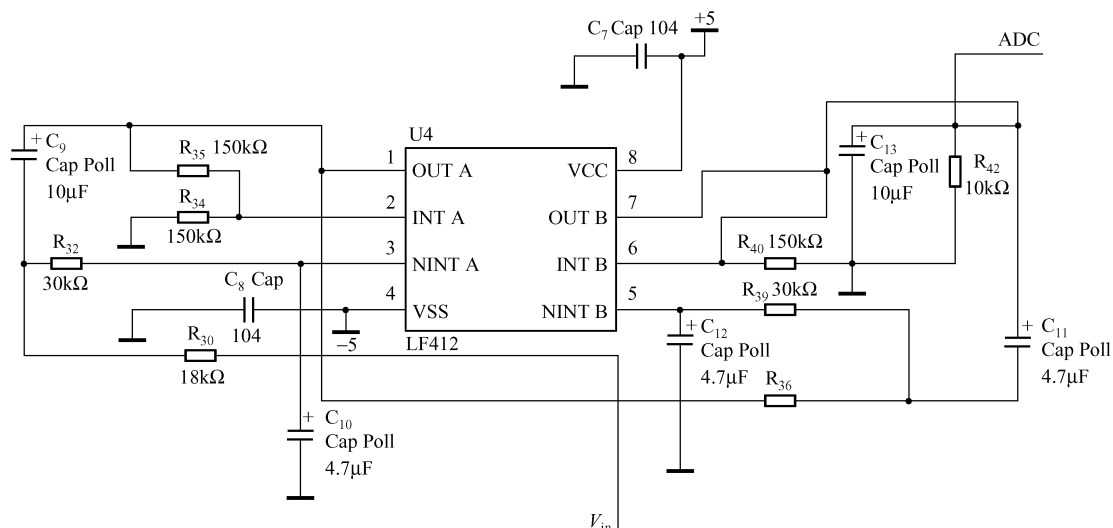 C₇ Cap 104
+5
ADC
+ C₉
Cap Poll
10μF
R₃₅ 150kΩ
R₃₄
150kΩ
R₃₂
30kΩ
C₈ Cap
104
−5
R₃₀
18kΩ
+ C₁₀
Cap Poll
4.7μF
U4
1 OUT A
2 INT A
3 NINT A
4 VSS
VCC 8
OUT B 7
INT B 6
NINT B 5
LF412
+ C₁₃
Cap Poll
10μF
R₄₂
10kΩ
R₄₀ 150kΩ
R₃₉ 30kΩ
+ C₁₂
Cap Poll
4.7μF
R₃₆
+ C₁₁
Cap Poll
4.7μF
Vᵢₙ